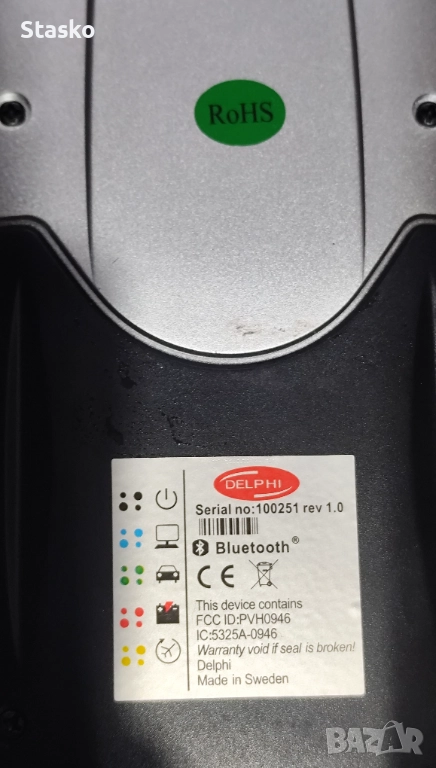 Stasko
RoHS
DELPHI
Serial no:100251 rev 1.0
Bluetooth®
CE
This device contains
FCC ID:PVH0946
IC:5325A-0946
Warranty void if seal is broken!
Delphi
Made in Sweden
BAZAR